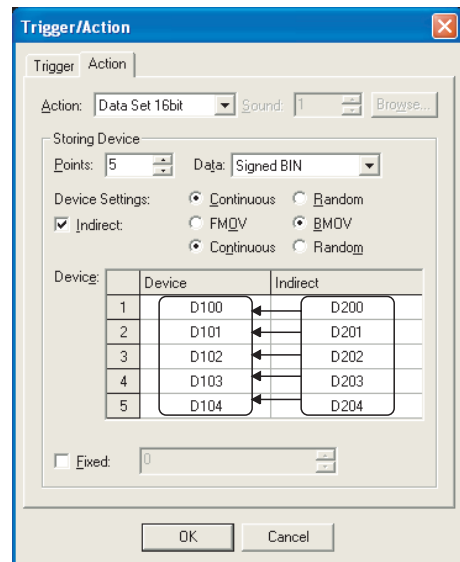 Trigger/Action
Trigger Action
Action: Data Set 16bit Sound: 1 Browse...
Storing Device
Points: 5 Data: Signed BIN
Device Settings: Continuous Random
Indirect: FMOV BMOV
Continuous Random
Device: Device Indirect
1 D100 D200
2 D101 D201
3 D102 D202
4 D103 D203
5 D104 D204
Fixed: 0
OK Cancel